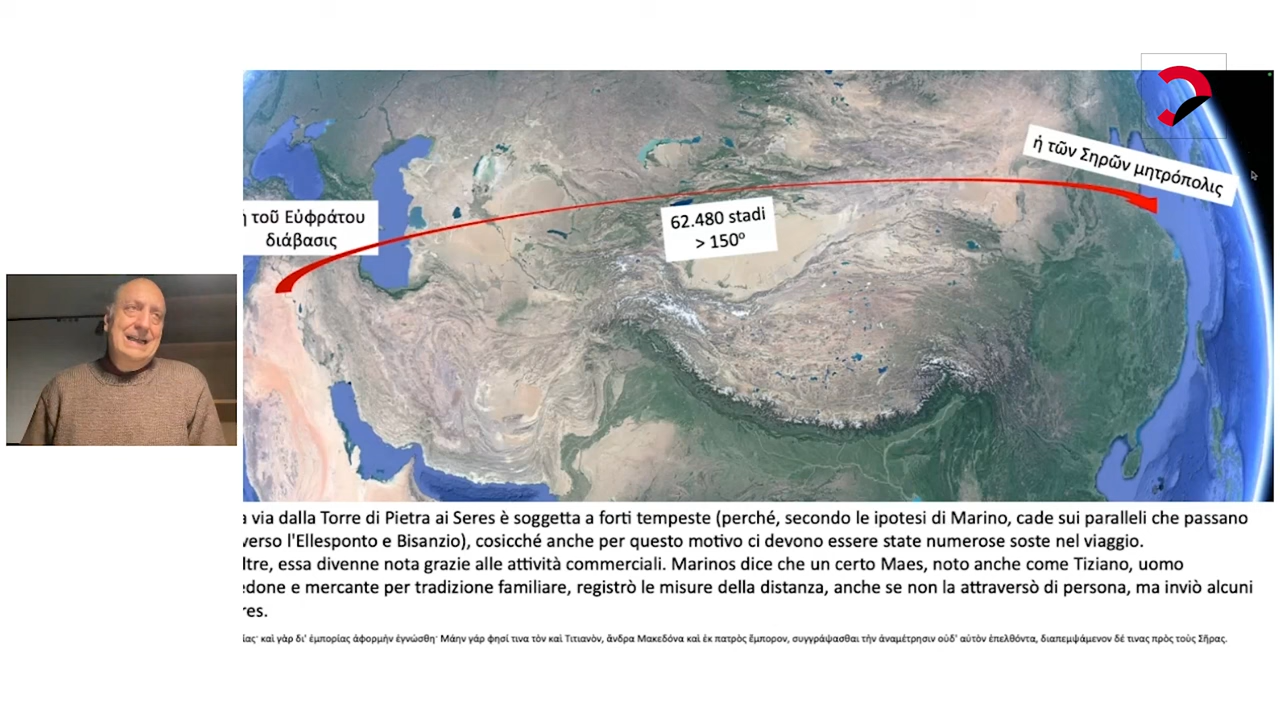 ἡ τῶν Σηρῶν μητρόπολις
τοῦ Εὐφράτου
διάβασις
62.480 stadi
> 150º
via dalla Torre di Pietra ai Seres è soggetta a forti tempeste (perché, secondo le ipotesi di Marino, cade sui paralleli che passano
verso l'Ellesponto e Bisanzio), cosicché anche per questo motivo ci devono essere state numerose soste nel viaggio.
ltre, essa divenne nota grazie alle attività commerciali. Marinos dice che un certo Maes, noto anche come Tiziano, uomo
edone e mercante per tradizione familiare, registrò le misure della distanza, anche se non la attraversò di persona, ma inviò alcuni
res.
ίας· καὶ γὰρ δι' ἐμπορίας ἀφορμὴν ἐγνώσθη· Μάην γάρ φησί τινα τὸν καὶ Τιτιανὸν, ἄνδρα Μακεδόνα καὶ ἐκ πατρὸς ἔμπορον, συγγράψασθαι τὴν ἀναμέτρησιν οὐδ' αὐτὸν ἐπελθόντα, διαπεμψάμενον δέ τινας πρὸς τοὺς Σῆρας.